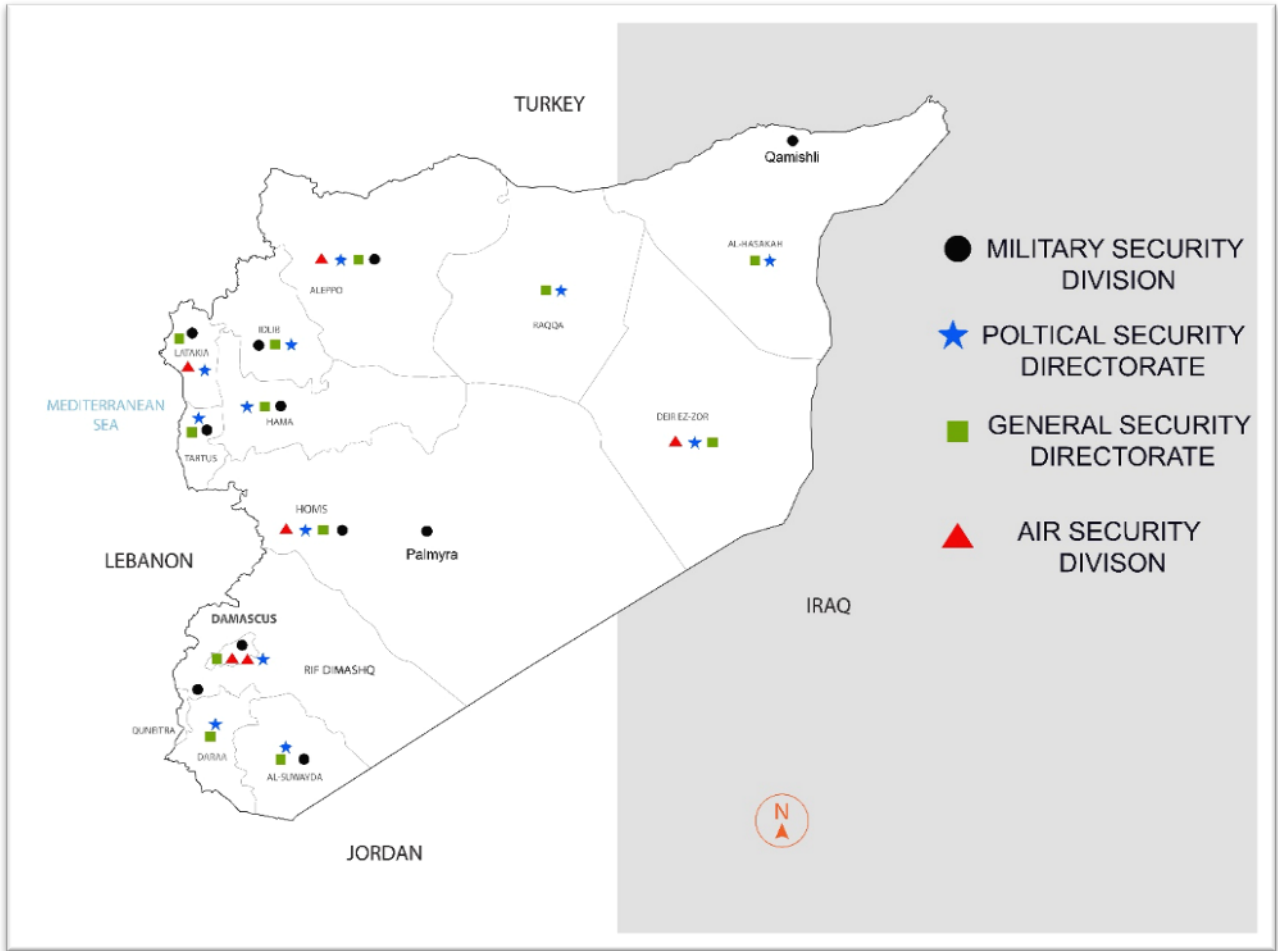 TURKEY
Qamishli
AL-HASAKAH
ALEPPO
RAQQA
IDLIB
LATAKIA
MEDITERRANEAN
SEA
HAMA
DEIR EZ-ZOR
TARTUS
HOMS
Palmyra
LEBANON
IRAQ
DAMASCUS
RIF DIMASHQ
QUNEITRA
DARAA
AL-SUWAYDA
JORDAN
N
MILITARY SECURITY
DIVISION
POLTICAL SECURITY
DIRECTORATE
GENERAL SECURITY
DIRECTORATE
AIR SECURITY
DIVISON